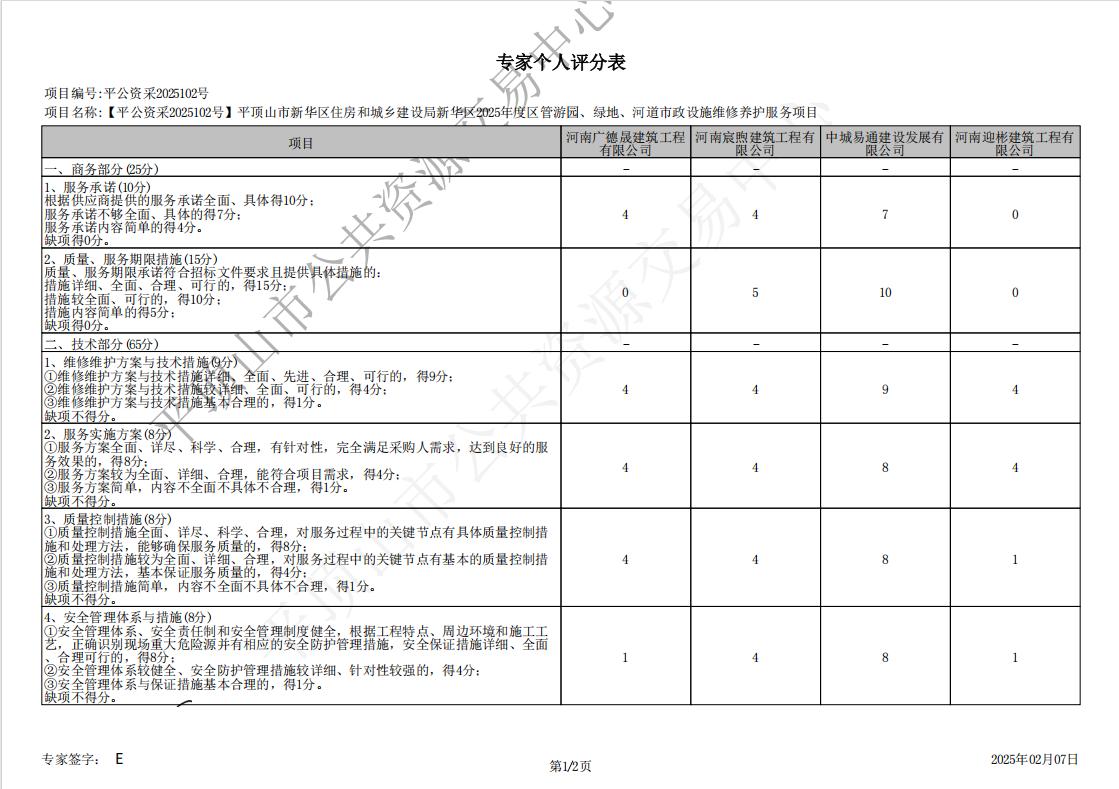 专家个人评分表
项目编号:平公资采2025102号
项目名称:【平公资采2025102号】平顶山市新华区住房和城乡建设局新华区2025年度区管游园、绿地、河道市政设施维修养护服务项目
项目
河南广德晟建筑工程
有限公司
河南宸煦建筑工程有
限公司
中城易通建设发展有
限公司
河南迎彬建筑工程有
限公司
一、商务部分(25分)
－ － － －
1、服务承诺(10分)
根据供应商提供的服务承诺全面、具体得10分；
服务承诺不够全面、具体的得7分；
服务承诺内容简单的得4分。
缺项得0分。
4 4 7 0
2、质量、服务期限措施(15分)
质量、服务期限承诺符合招标文件要求且提供具体措施的:
措施详细、全面、合理、可行的，得15分；
措施较全面、可行的，得10分；
措施内容简单的得5分；
缺项得0分。
0 5 10 0
二、技术部分(65分)
－ － － －
1、维修维护方案与技术措施(9分)
①维修维护方案与技术措施详细、全面、先进、合理、可行的，得9分；
②维修维护方案与技术措施较详细、全面、可行的，得4分；
③维修维护方案与技术措施基本合理的，得1分。
缺项不得分。
4 4 9 4
2、服务实施方案(8分)
①服务方案全面、详尽、科学、合理，有针对性，完全满足采购人需求，达到良好的服
务效果的，得8分；
②服务方案较为全面、详细、合理，能符合项目需求，得4分；
③服务方案简单，内容不全面不具体不合理，得1分。
缺项不得分。
4 4 8 4
3、质量控制措施(8分)
①质量控制措施全面、详尽、科学、合理，对服务过程中的关键节点有具体质量控制措
施和处理方法，能够确保服务质量的，得8分；
②质量控制措施较为全面、详细、合理，对服务过程中的关键节点有基本的质量控制措
施和处理方法，基本保证服务质量的，得4分；
③质量控制措施简单，内容不全面不具体不合理，得1分。
缺项不得分。
4 4 8 1
4、安全管理体系与措施(8分)
①安全管理体系、安全责任制和安全管理制度健全，根据工程特点、周边环境和施工工
艺，正确识别现场重大危险源并有相应的安全防护管理措施，安全保证措施详细、全面
、合理可行的，得8分；
②安全管理体系较健全、安全防护管理措施较详细、针对性较强的，得4分；
③安全管理体系与保证措施基本合理的，得1分。
缺项不得分。
1 4 8 1
专家签字： E
第1/2页
2025年02月07日
平顶山市公共资源交易中心
平顶山市公共资源交易中心